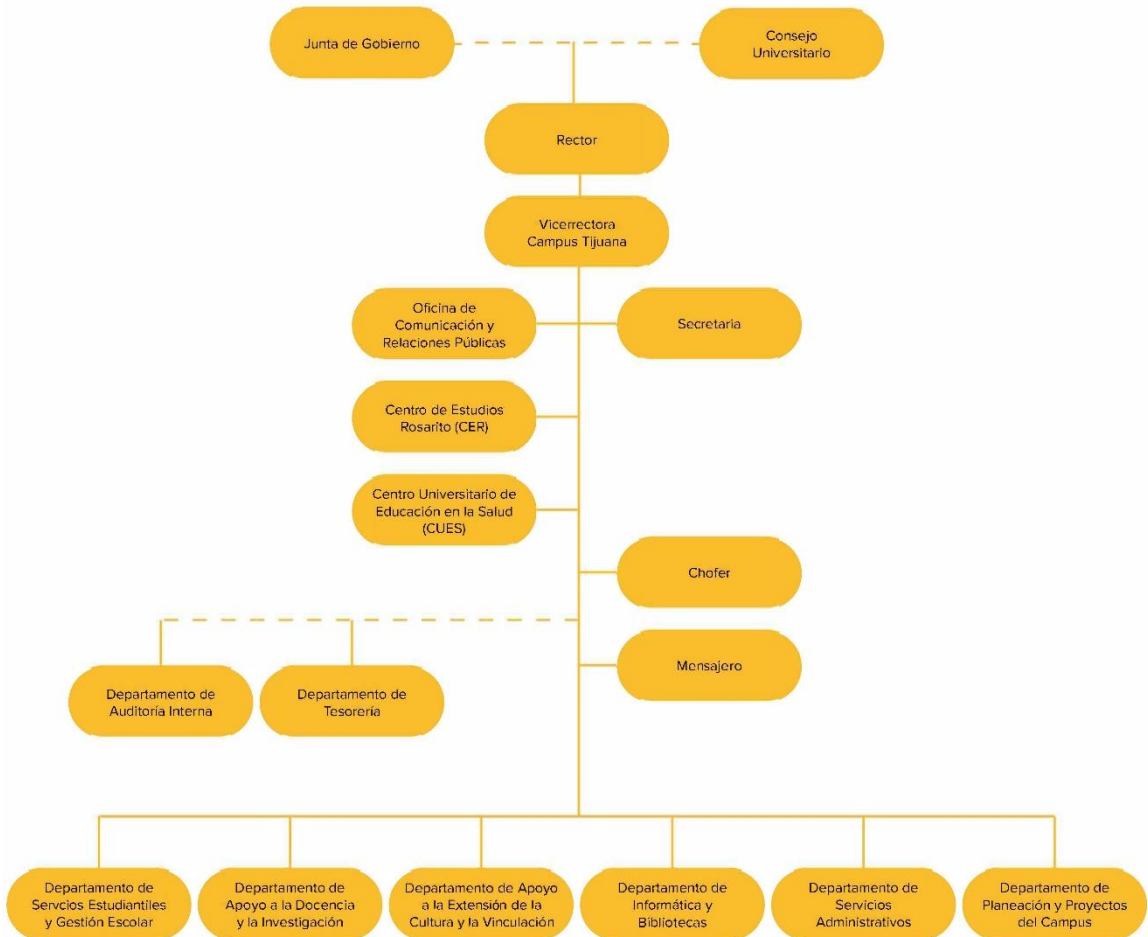 Junta de Gobierno
Consejo
Universitario
Rector
Vicerrectora
Campus Tijuana
Oficina de
Comunicación y
Relaciones Públicas
Secretaria
Centro de Estudios
Rosarito (CER)
Centro Universitario de
Educación en la Salud
(CUES)
Chofer
Mensajero
Departamento de
Auditoría Interna
Departamento de
Tesorería
Departamento de
Servcios Estudiantiles
y Gestión Escolar
Departamento de
Apoyo a la Docencia
y la Investigación
Departamento de Apoyo
a la Extensión de la
Cultura y la Vinculación
Departamento de
Informática y
Bibliotecas
Departamento de
Servicios
Administrativos
Departamento de
Planeación y Proyectos
del Campus